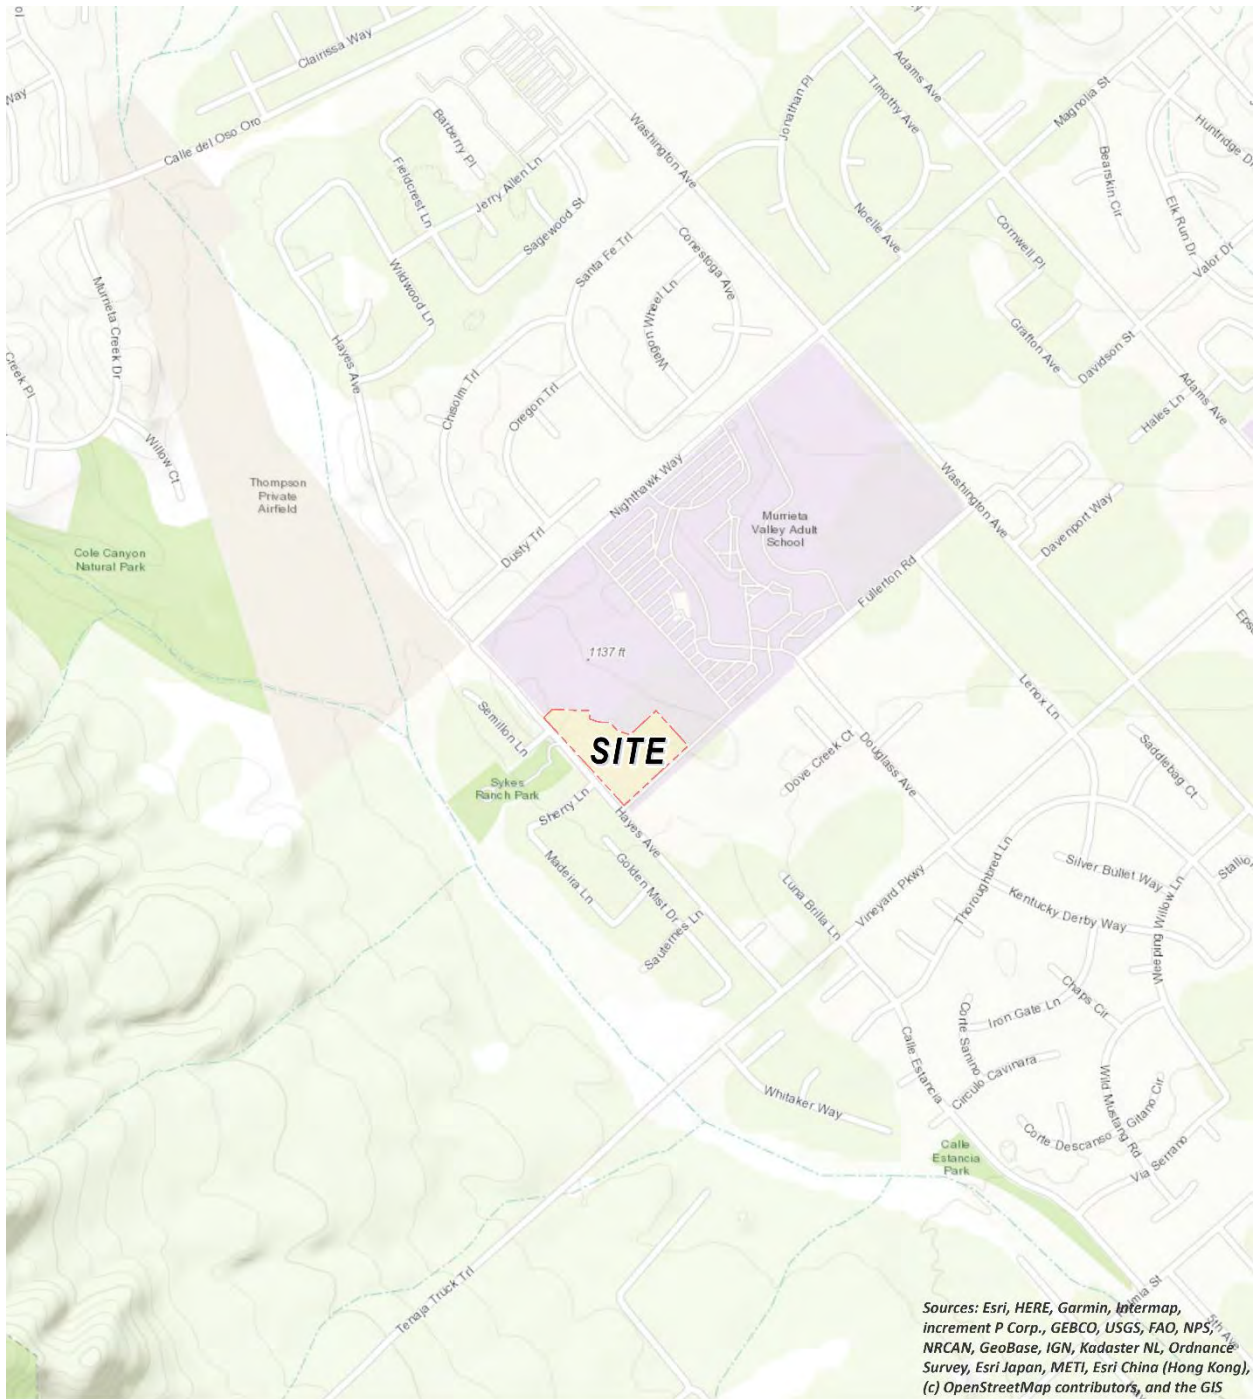 Clairissa Way
Way
Calle del Oso Oro
Barberry Pl
Fieldcrest Ln
Jerry Allen Ln
Sagewood St
Washington Ave
Jonathan Pl
Timothy Ave
Adams Ave
Magnolia St
Bearskin Cir
Elk Run Dr
Valor Dr
Noelle Ave
Cornwell Pl
Grafton Ave
Davidson St
Adams Ave
Hales Ln
Santa Fe Trl
Conestoga Ave
Wagon Wheel Ln
Wildwood Ln
Hayes Ave
Murrieta Creek Dr
Creek Pl
Willow Ct
Chisolm Trl
Oregon Trl
Dusty Trl
Nighthawk Way
Thompson
Private
Airfield
Cole Canyon
Natural Park
Murrieta
Valley Adult
School
Washington Ave
Davenport Way
Fullerton Rd
1137 ft
Semillon Ln
SITE
Sykes
Ranch Park
Sherry Ln
Hayes Ave
Madeira Ln
Golden Mist Dr
Sauternes Ln
Dove Creek Ct
Douglass Ave
Lenox Ln
Saddlebag Ct
Luna Brilla Ln
Vineyard Pkwy
Thoroughbred Ln
Silver Bullet Way
Kentucky Derby Way
Weeping Willow Ln
Iron Gate Ln
Chaps Cir
Corte Sanino
Circulo Cavinara
Calle Estancia
Wild Mustang Rd
Gitano Cir
Corte Descanso
Via Serrano
Whitaker Way
Calle
Estancia
Park
Tenaja Truck Trl
5th Ave
Sources: Esri, HERE, Garmin, Intermap,
increment P Corp., GEBCO, USGS, FAO, NPS,
NRCAN, GeoBase, IGN, Kadaster NL, Ordnance
Survey, Esri Japan, METI, Esri China (Hong Kong),
(c) OpenStreetMap contributors, and the GIS